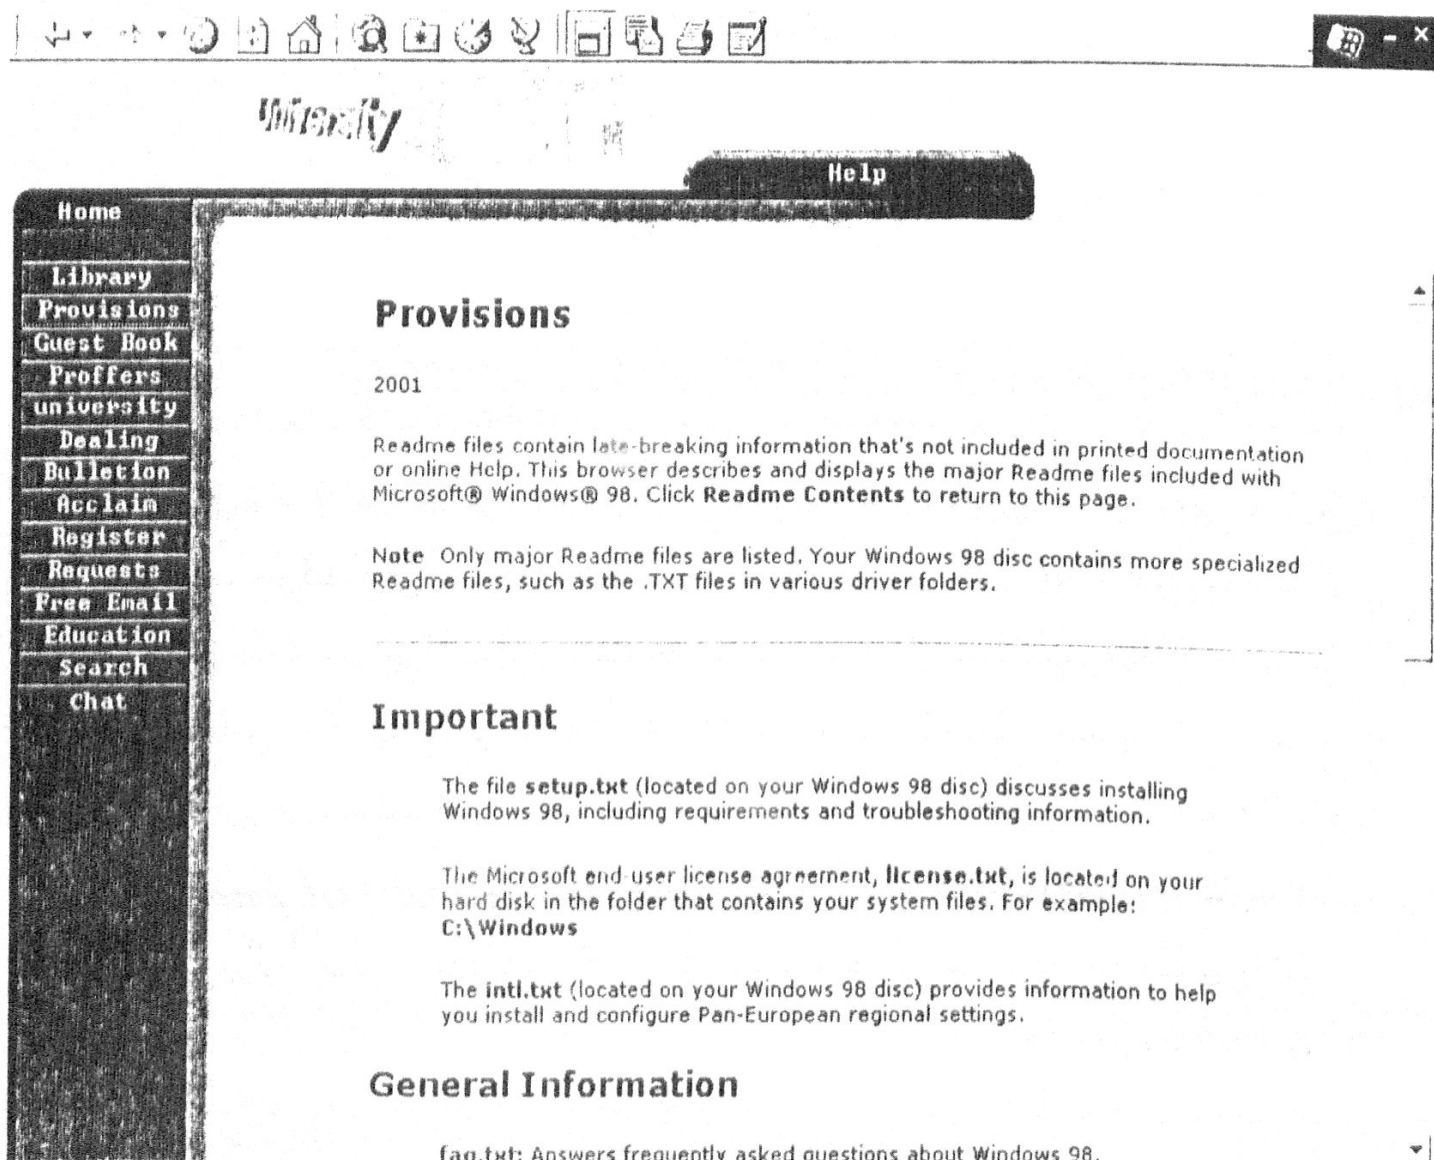 Help
Home
Library
Provisions
Guest Book
Proffers
university
Dealing
Bulletion
Acclaim
Register
Requests
Free Email
Education
Search
Chat
Provisions
2001
Readme files contain late-breaking information that's not included in printed documentation
or online Help. This browser describes and displays the major Readme files included with
Microsoft® Windows® 98. Click Readme Contents to return to this page.
Note Only major Readme files are listed. Your Windows 98 disc contains more specialized
Readme files, such as the .TXT files in various driver folders.
Important
The file setup.txt (located on your Windows 98 disc) discusses installing
Windows 98, including requirements and troubleshooting information.
The Microsoft end-user license agreement, license.txt, is located on your
hard disk in the folder that contains your system files. For example:
C:\Windows
The intl.txt (located on your Windows 98 disc) provides information to help
you install and configure Pan-European regional settings.
General Information
faq.txt: Answers frequently asked questions about Windows 98.